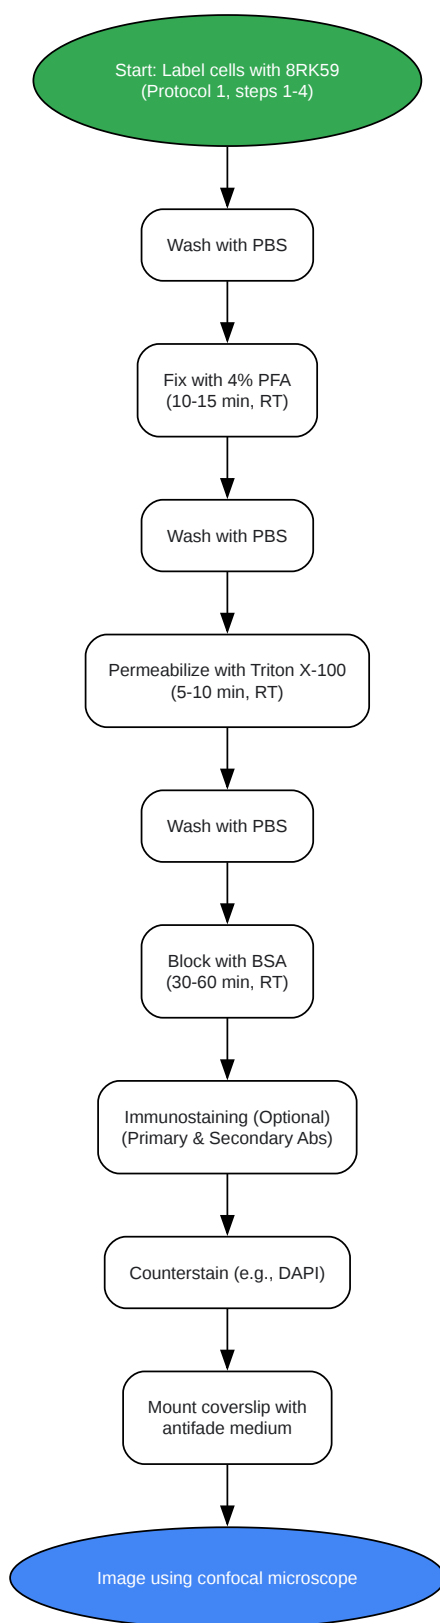 Start: Label cells with 8RK59
(Protocol 1, steps 1-4)
Wash with PBS
Fix with 4% PFA
(10-15 min, RT)
Wash with PBS
Permeabilize with Triton X-100
(5-10 min, RT)
Wash with PBS
Block with BSA
(30-60 min, RT)
Immunostaining (Optional)
(Primary & Secondary Abs)
Counterstain (e.g., DAPI)
Mount coverslip with
antifade medium
Image using confocal microscope